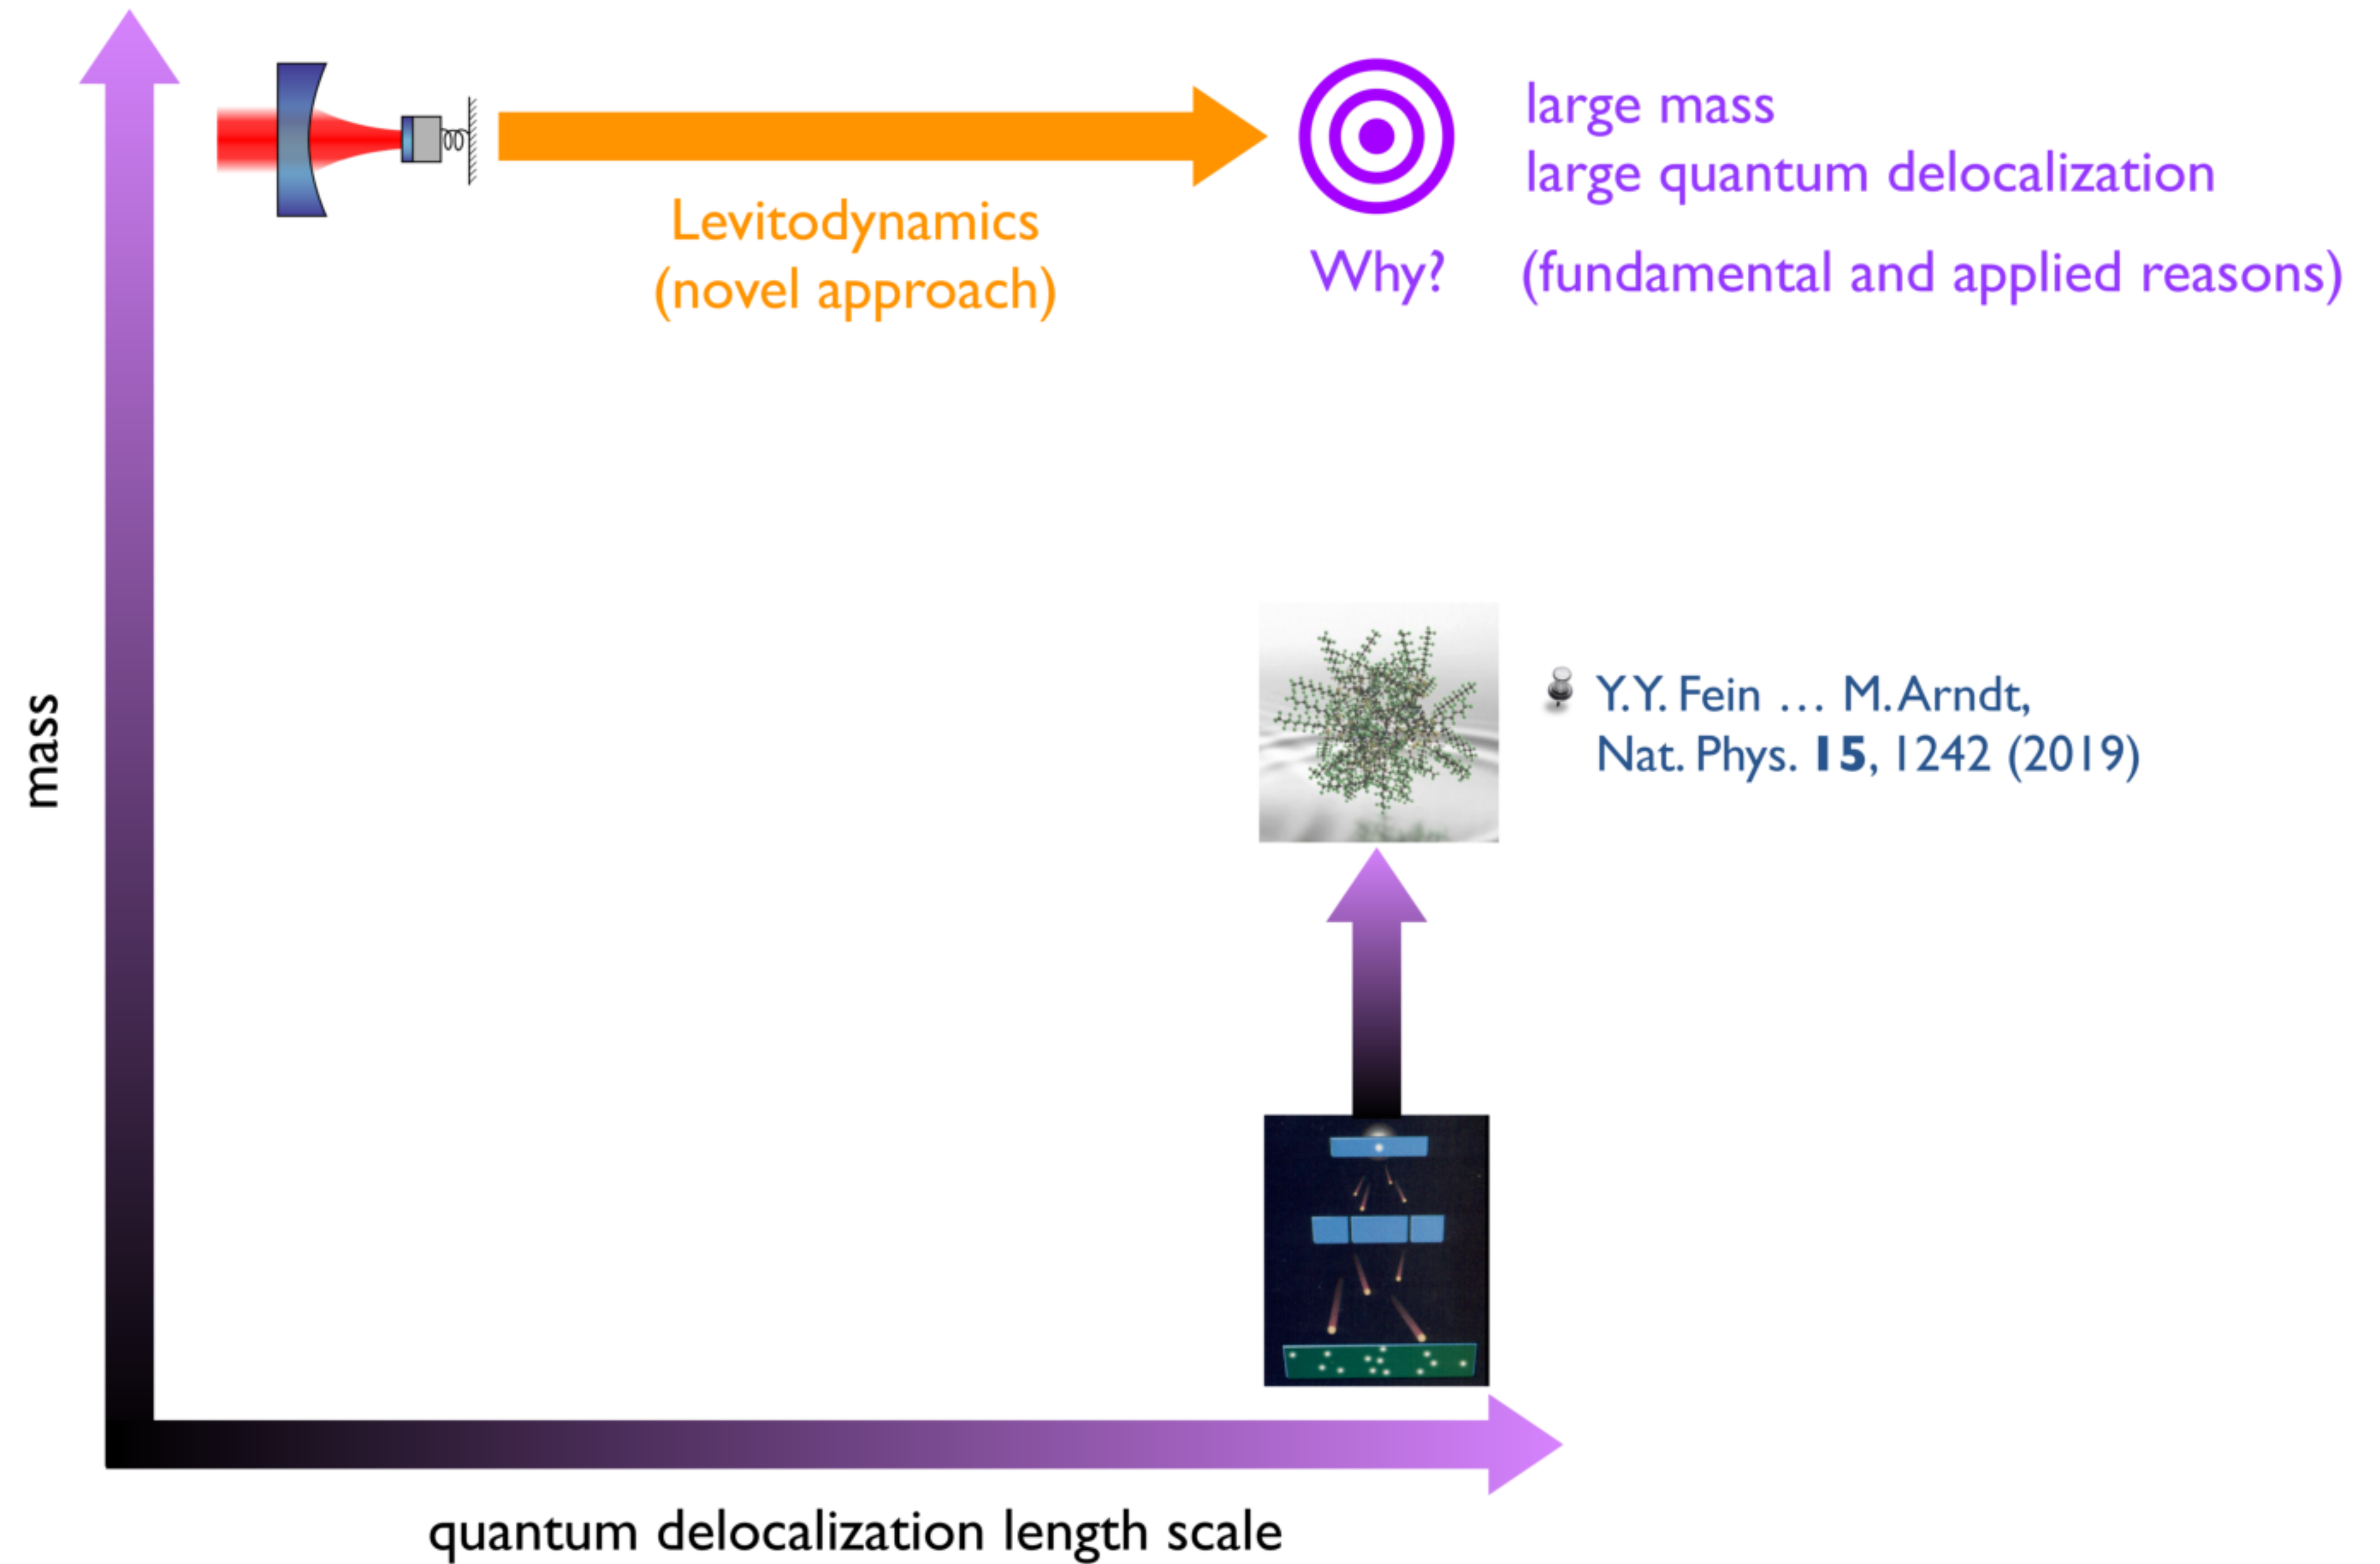 large mass
large quantum delocalization
Levitodynamics
(novel approach)
Why? (fundamental and applied reasons)
mass
Y.Y. Fein … M. Arndt,
Nat. Phys. 15, 1242 (2019)
quantum delocalization length scale